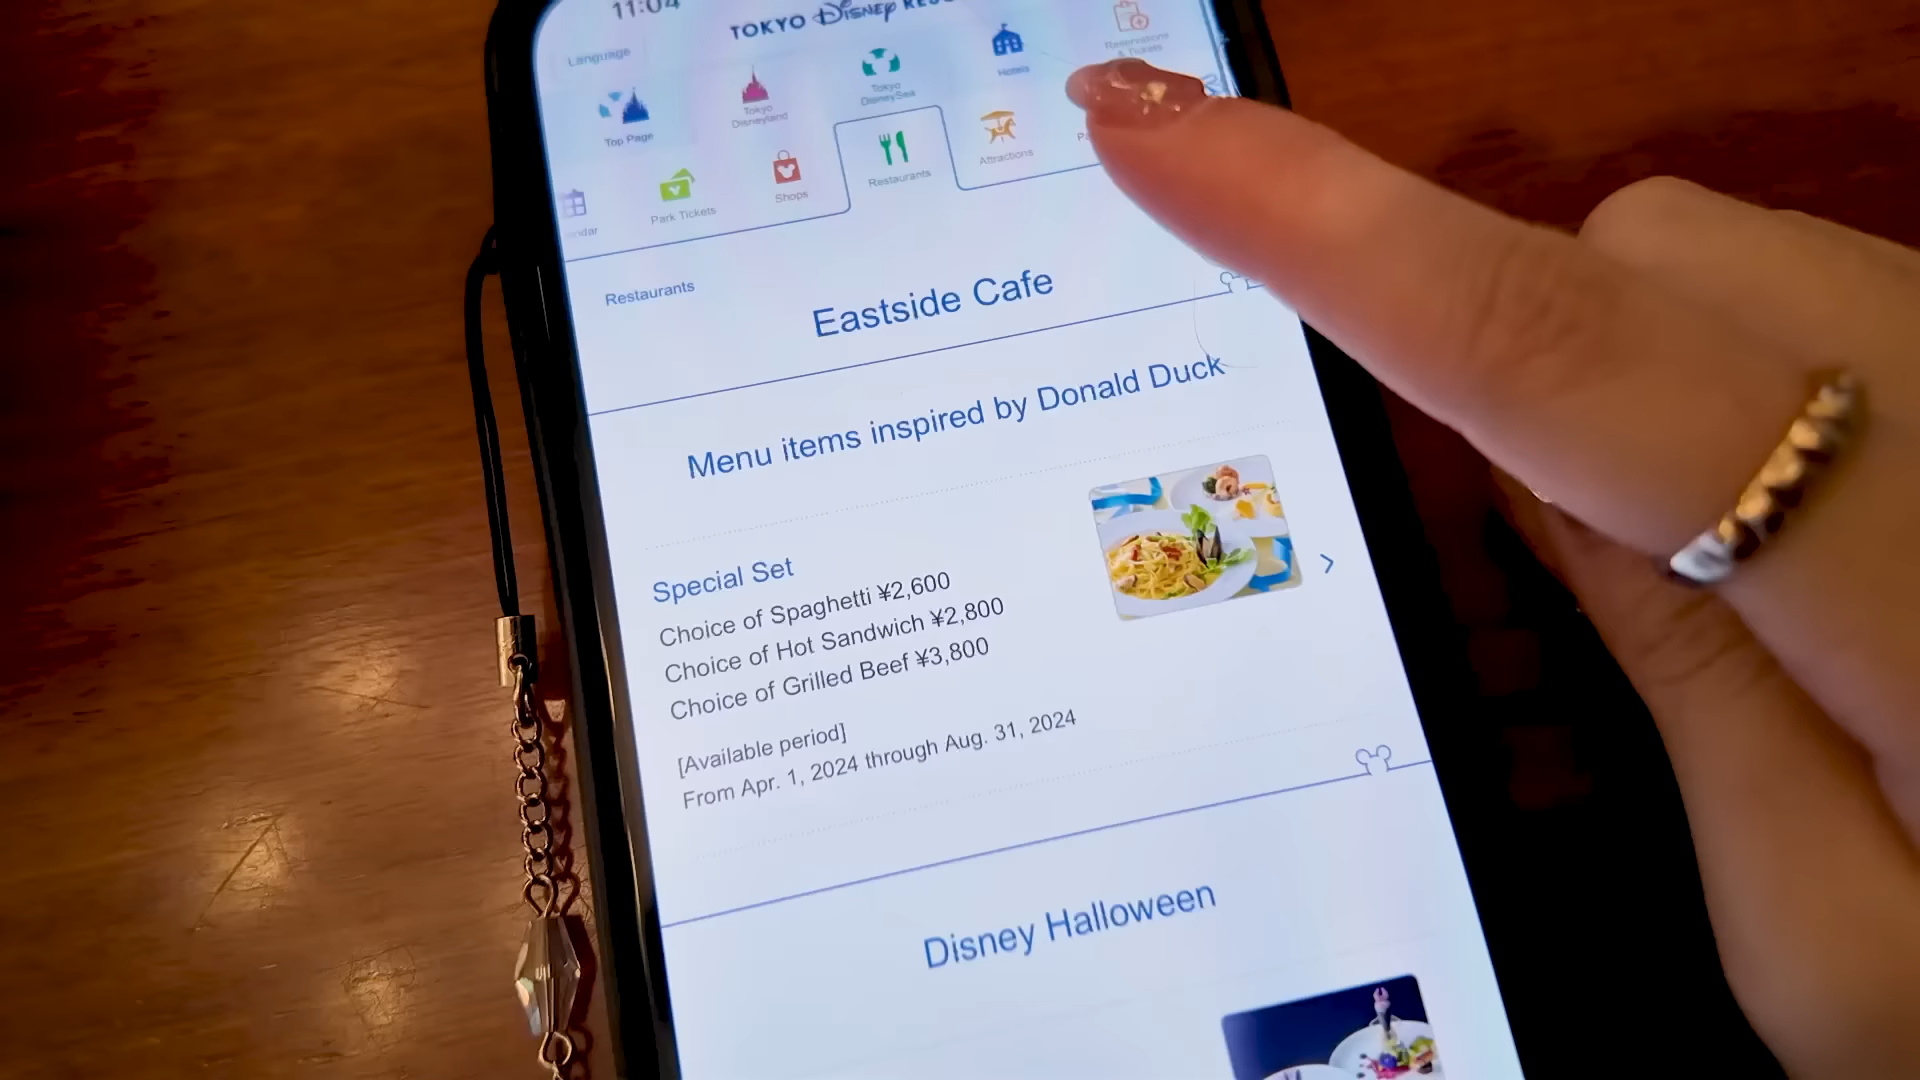 11:04
TOKYO DISNEY
Language
Top Page
Tokyo
Disneyland
Tokyo
DisneySea
Hotels
Reservations
& Tickets
Park Tickets
Shops
Restaurants
Attractions
Restaurants
Eastside Cafe
Menu items inspired by Donald Duck
Special Set
Choice of Spaghetti ¥2,600
Choice of Hot Sandwich ¥2,800
Choice of Grilled Beef ¥3,800
[Available period]
From Apr. 1, 2024 through Aug. 31, 2024
Disney Halloween